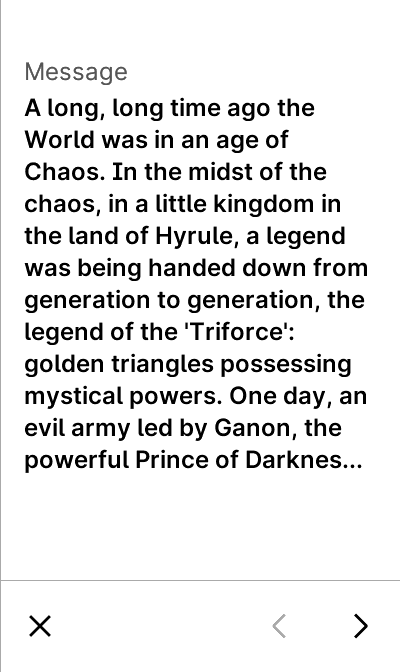 Message
A long, long time ago the
World was in an age of
Chaos. In the midst of the
chaos, in a little kingdom in
the land of Hyrule, a legend
was being handed down from
generation to generation, the
legend of the 'Triforce':
golden triangles possessing
mystical powers. One day, an
evil army led by Ganon, the
powerful Prince of Darknes...